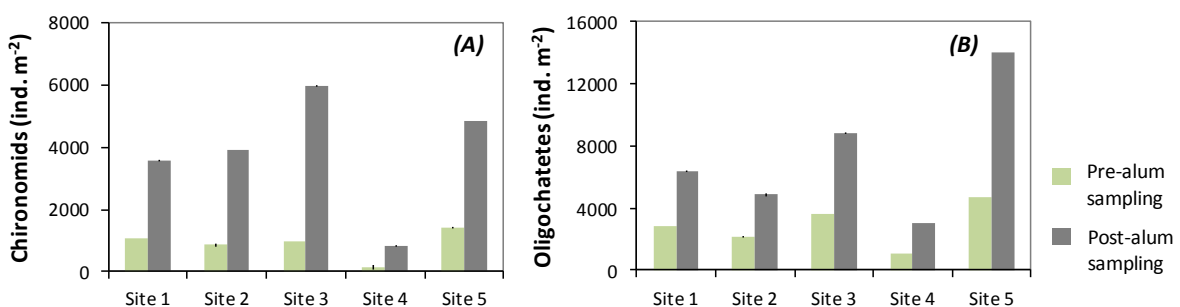 Chironomids (ind. m-2)
8000
6000
4000
2000
0
(A)
Site 1 Site 2 Site 3 Site 4 Site 5
Oligochatetes (ind. m-2)
16000
12000
8000
4000
0
(B)
Site 1 Site 2 Site 3 Site 4 Site 5
Pre-alum
sampling
Post-alum
sampling